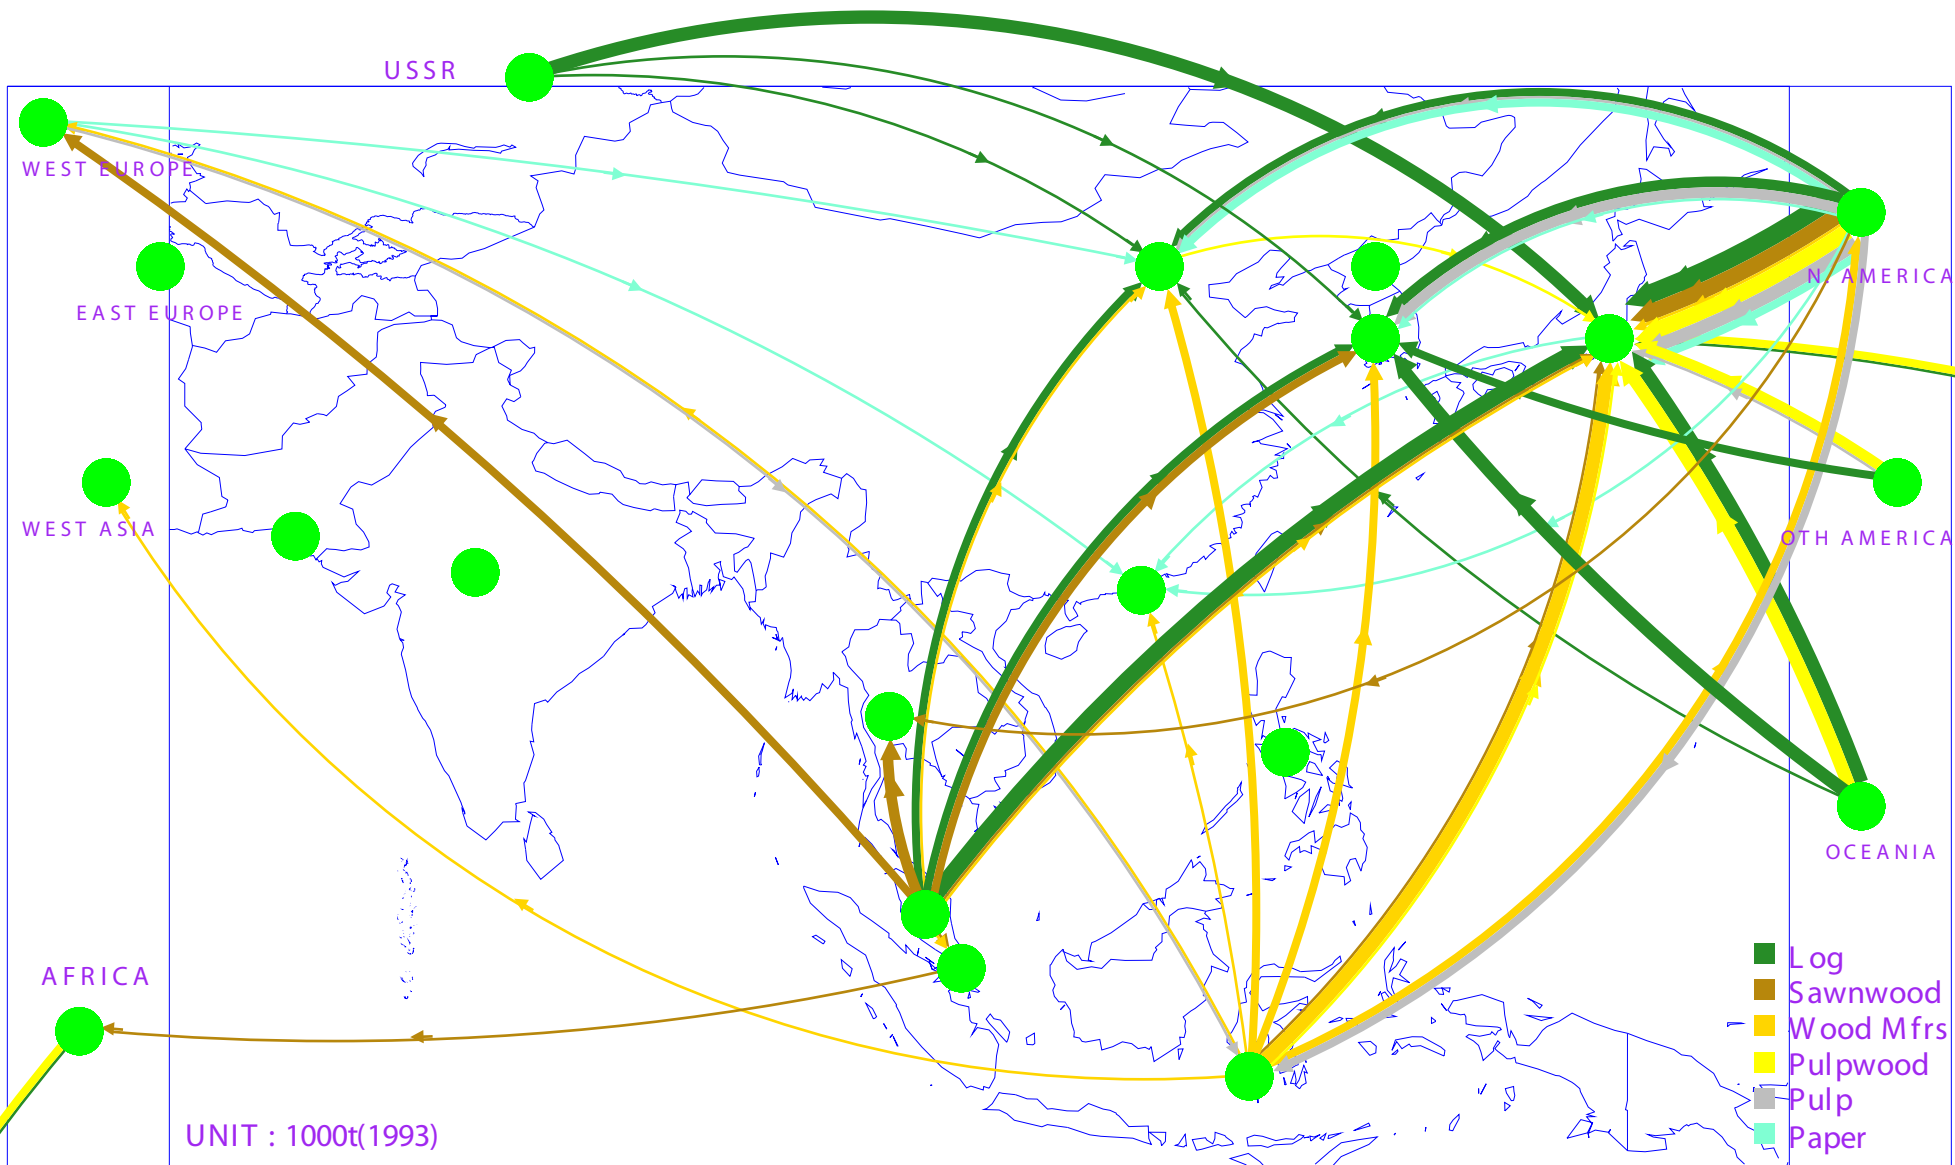 USSR
WEST EUROPE
N. AMERICA
EAST EUROPE
WEST ASIA
OTH AMERICA
OCEANIA
AFRICA
Log
Sawnwood
Wood Mfrs
Pulpwood
Pulp
Paper
UNIT : 1000t(1993)